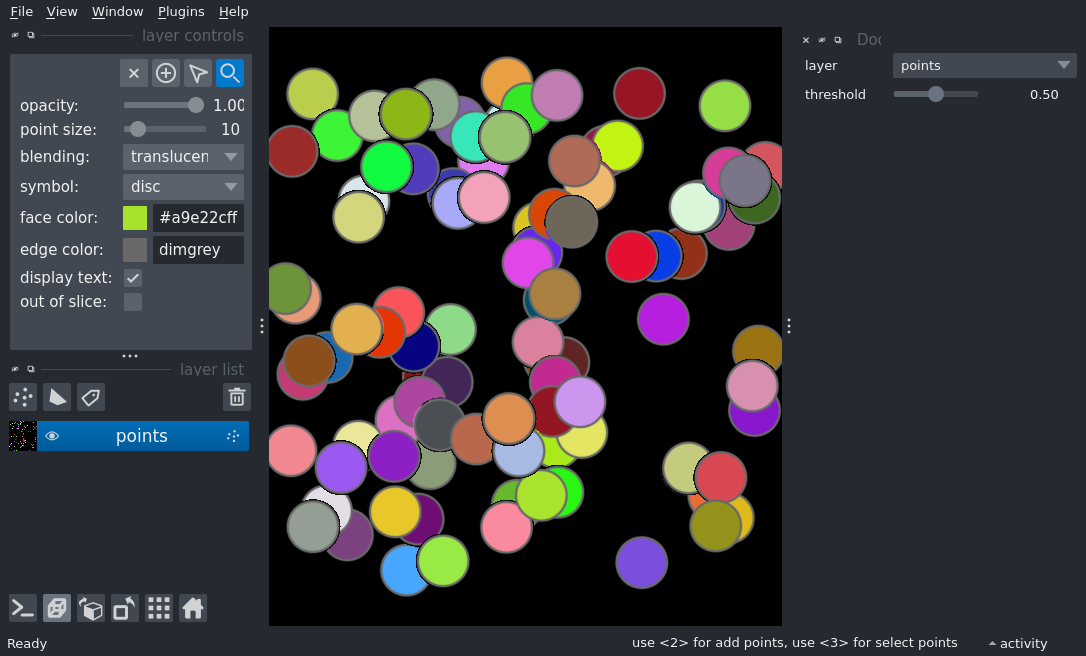 File View Window Plugins Help
layer controls
opacity: 1.00
point size: 10
blending: translucen
symbol: disc
face color: #a9e22cff
edge color: dimgrey
display text:
out of slice:
layer list
points
Ready
layer points
threshold 0.50
use <2> for add points, use <3> for select points
activity